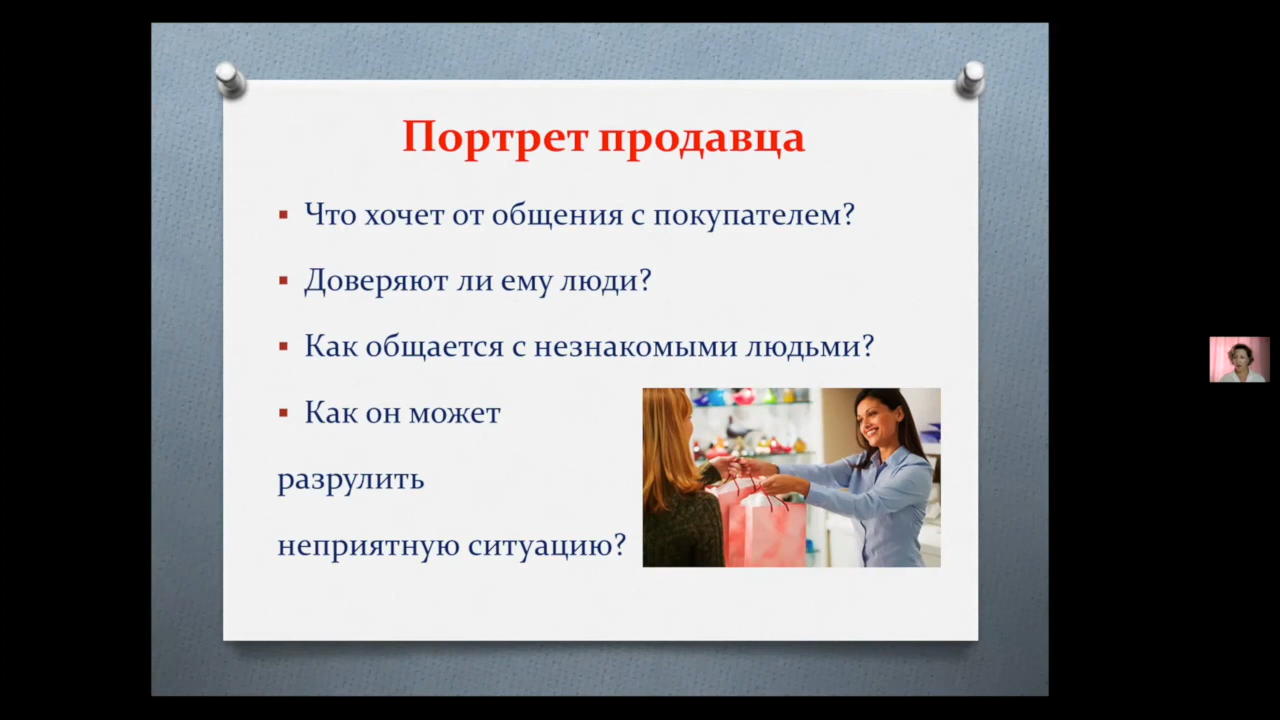 Портрет продавца
▪ Что хочет от общения с покупателем?
▪ Доверяют ли ему люди?
▪ Как общается с незнакомыми людьми?
▪ Как он может
разрулить
неприятную ситуацию?